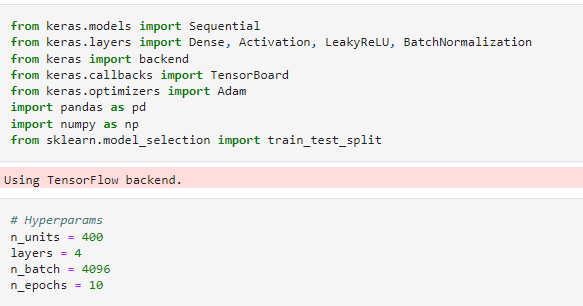 from keras.models import Sequential
from keras.layers import Dense, Activation, LeakyReLU, BatchNormalization
from keras import backend
from keras.callbacks import TensorBoard
from keras.optimizers import Adam
import pandas as pd
import numpy as np
from sklearn.model_selection import train_test_split
Using TensorFlow backend.
# Hyperparams
n_units = 400
layers = 4
n_batch = 4096
n_epochs = 10